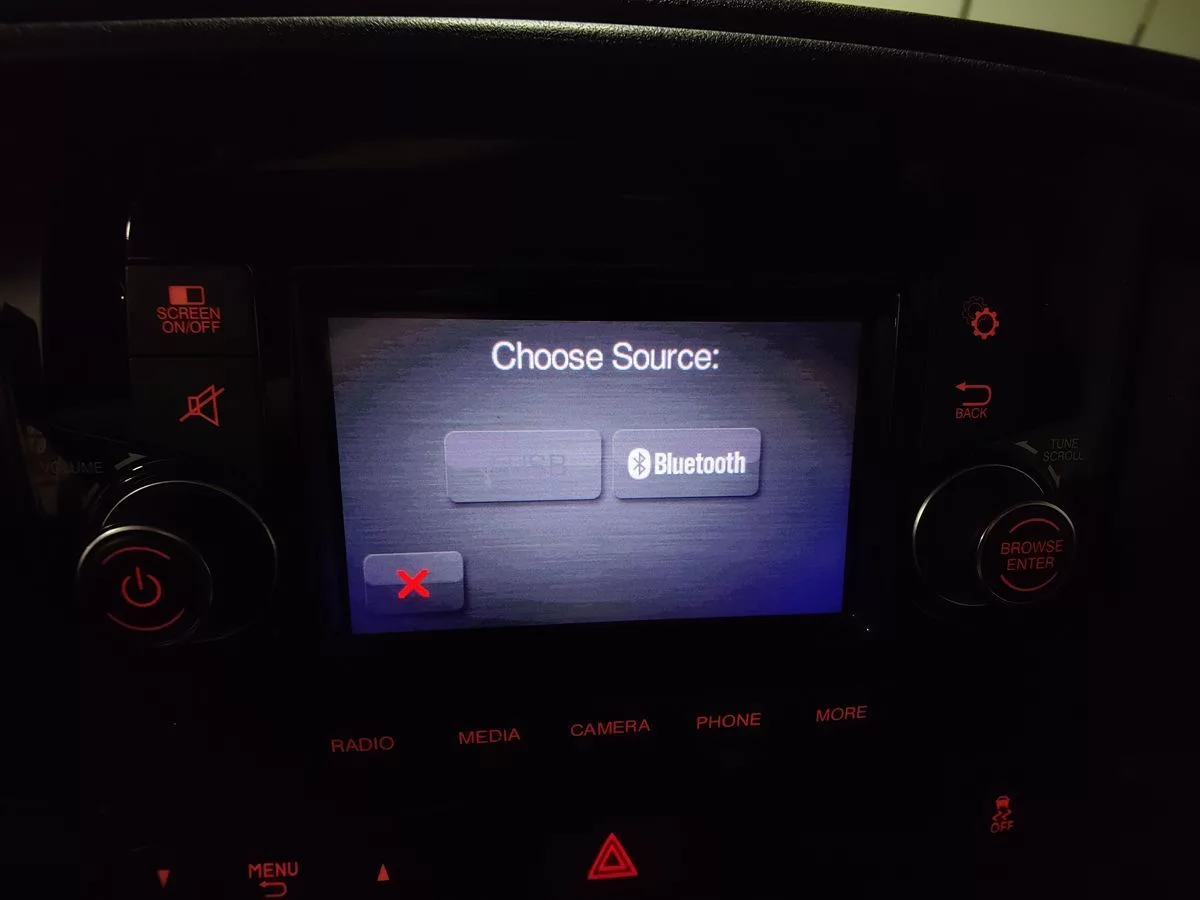 Choose Source:
USB
Bluetooth
SCREEN
ON/OFF
VOLUME
BACK
TUNE
SCROLL
BROWSE
ENTER
RADIO
MEDIA
CAMERA
PHONE
MORE
OFF
MENU